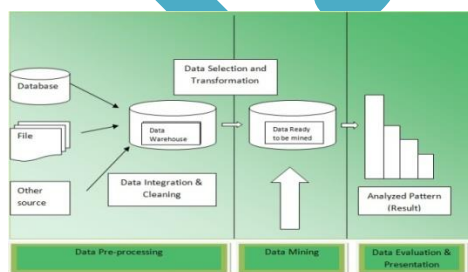 Data Selection and
Transformation
Database
File
Other
source
Data
Warehouse
Data Ready
to be mined
Data Integration &
Cleaning
Analyzed Pattern
(Result)
Data Pre-processing
Data Mining
Data Evaluation &
Presentation